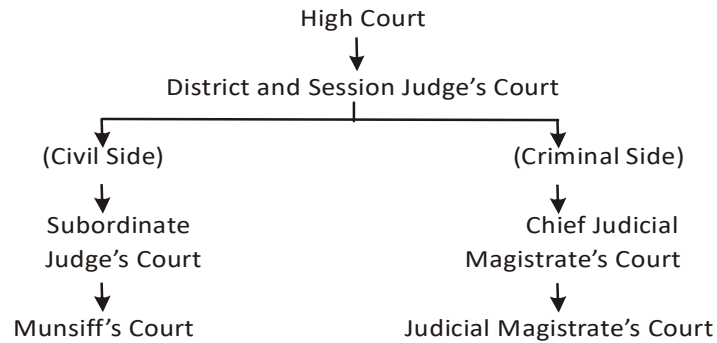 High Court
District and Session Judge's Court
(Civil Side)
(Criminal Side)
Subordinate
Judge's Court
Chief Judicial
Magistrate's Court
Munsiff's Court
Judicial Magistrate's Court